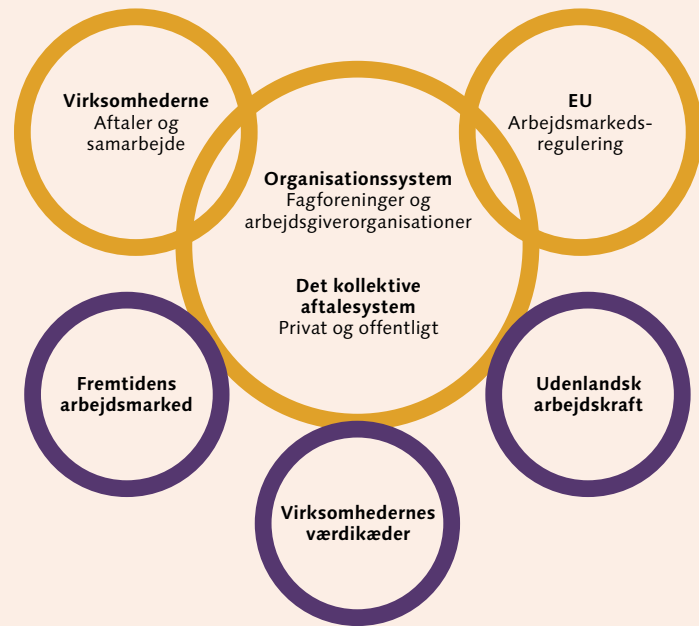 Virksomhederne
Aftaler og
samarbejde
EU
Arbejdsmarkeds-
regulering
Organisationssystem
Fagforeninger og
arbejdsgiverorganisationer
Det kollektive
aftalesystem
Privat og offentligt
Fremtidens
arbejdsmarked
Udenlandsk
arbejdskraft
Virksomhedernes
værdikæder